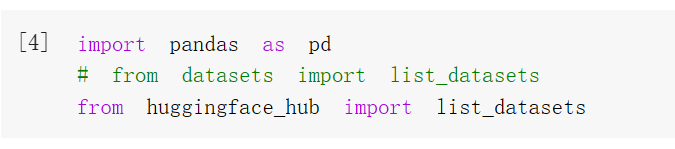 [4] import pandas as pd
# from datasets import list_datasets
from huggingface_hub import list_datasets